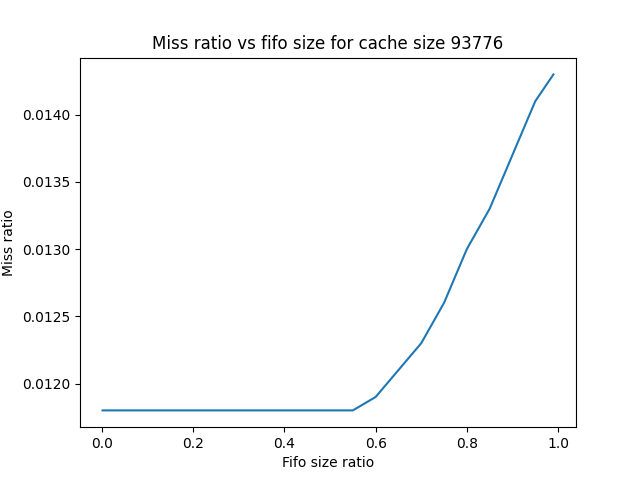 Miss ratio vs fifo size for cache size 93776
Miss ratio
0.0140
0.0135
0.0130
0.0125
0.0120
0.0 0.2 0.4 0.6 0.8 1.0
Fifo size ratio